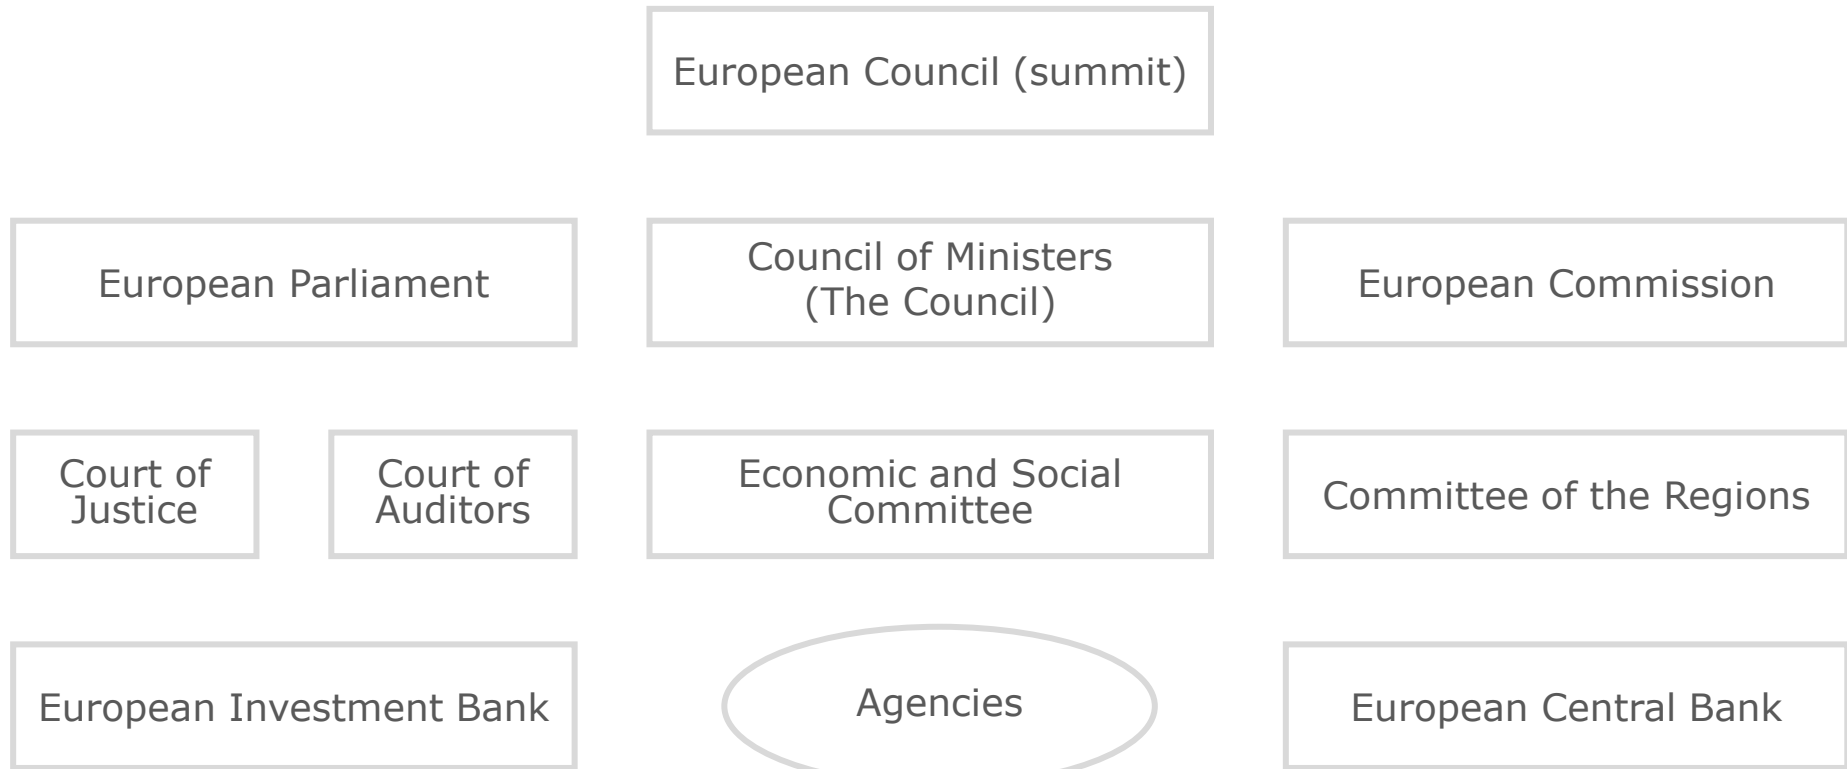 European Council (summit)
European Parliament
Council of Ministers
(The Council)
European Commission
Court of
Justice
Court of
Auditors
Economic and Social
Committee
Committee of the Regions
European Investment Bank
Agencies
European Central Bank